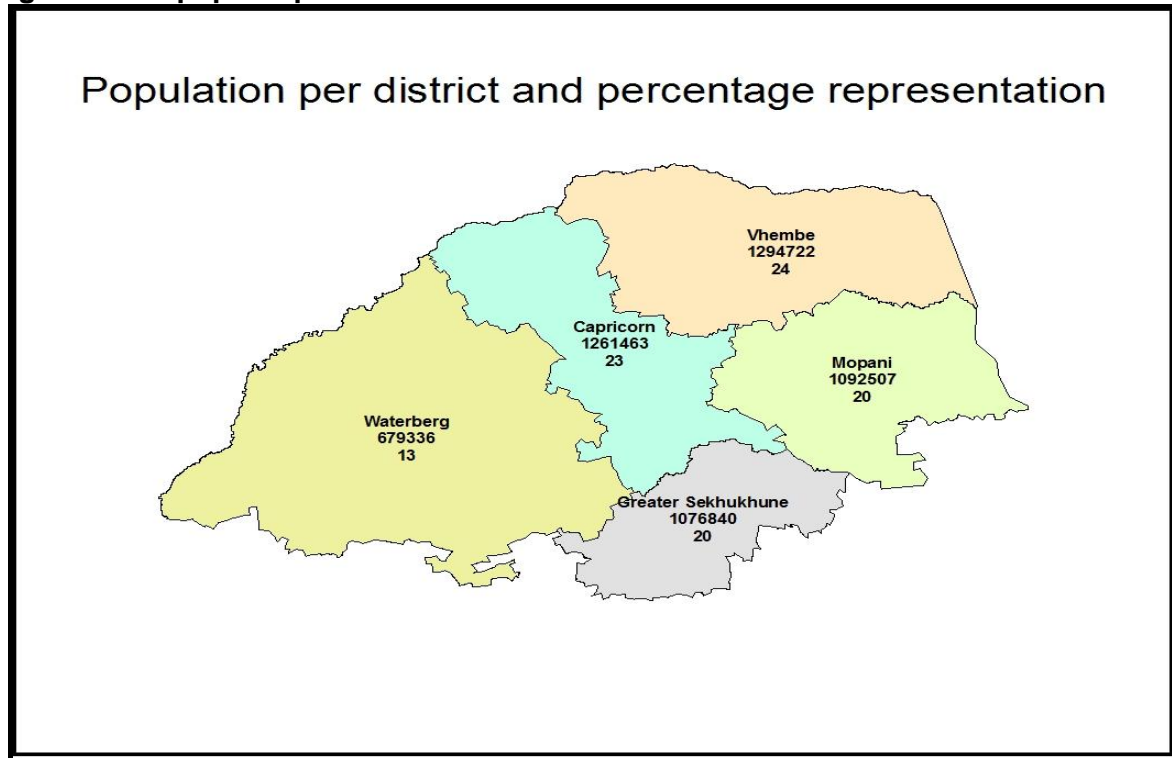 Population per district and percentage representation
Vhembe
1294722
24
Capricorn
1261463
23
Mopani
1092507
20
Waterberg
679336
13
Greater Sekhukhune
1076840
20